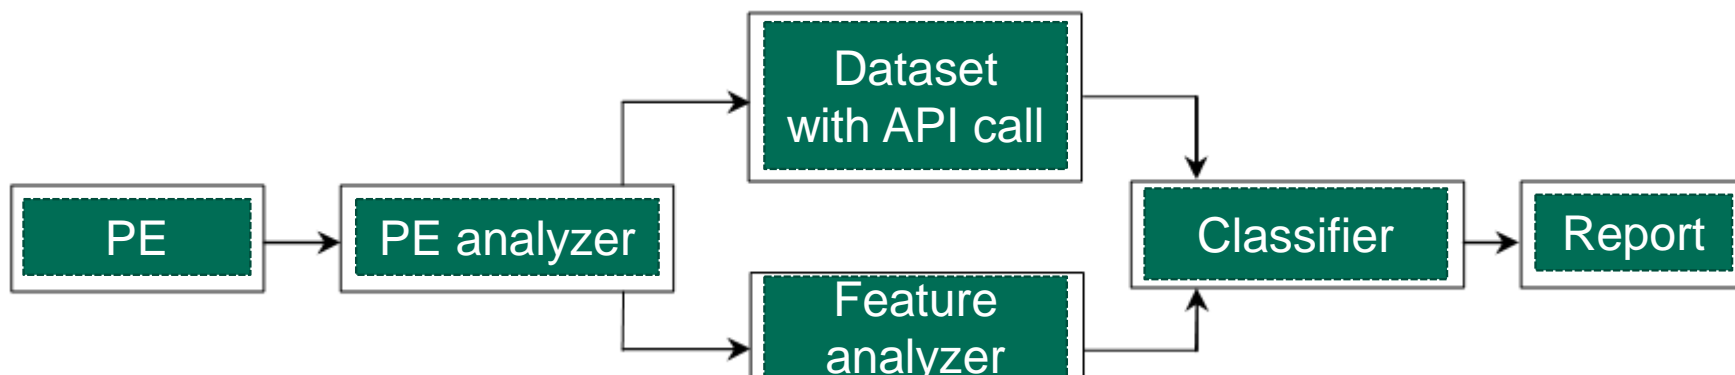 PE
PE analyzer
Dataset
with API call
Feature
analyzer
Classifier
Report